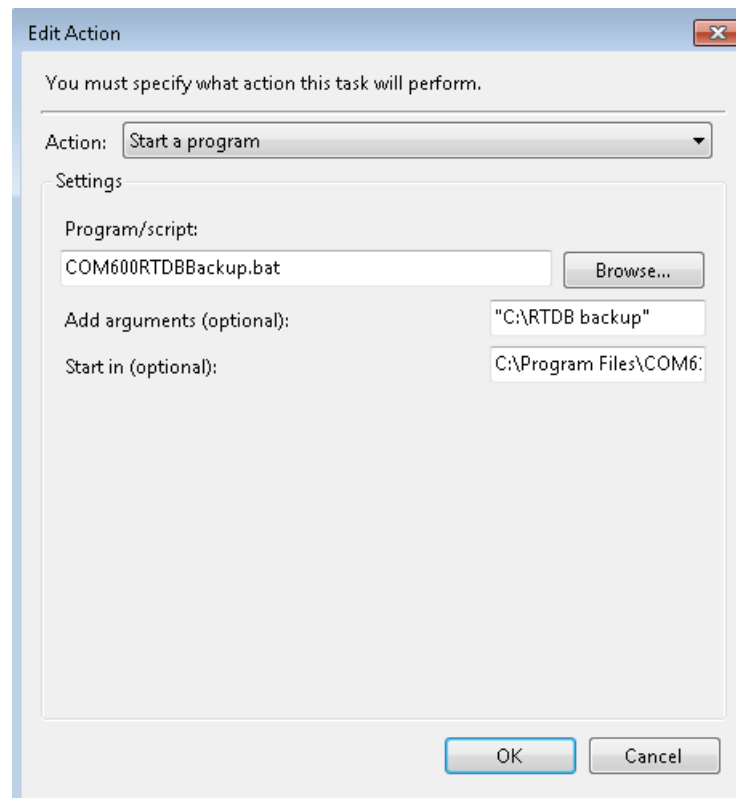 Edit Action
You must specify what action this task will perform.
Action: Start a program
Settings
Program/script:
COM600RTDBBackup.bat Browse...
Add arguments (optional): "C:\RTDB backup"
Start in (optional): C:\Program Files\COM6
OK Cancel